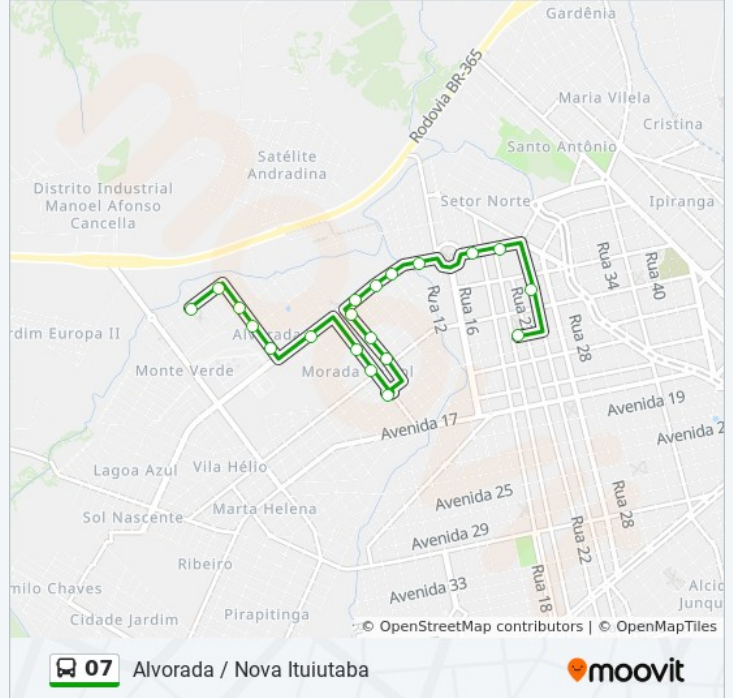 Gardênia
Rodovia BR-365
Maria Vilela
Cristina
Santo Antônio
Satélite
Andradina
Distrito Industrial
Manoel Afonso
Cancella
Setor Norte
Ipiranga
Rua 34
Rua 40
Rua 12
Rua 16
Rua 28
rdim Europa II
Alvorada
Monte Verde
Morada
Avenida 19
Avenida 17
Avenida 2
Lagoa Azul
Vila Hélio
Avenida 25
Rua 28
Marta Helena
Sol Nascente
Avenida 29
Rua 22
Ribeiro
Rua 18
Avenida 33
milo Chaves
Cidade Jardim
Pirapitinga
Alcic
Junqu
© OpenStreetMap contributors | © OpenMapTiles
07 Alvorada / Nova Ituiutaba
moovit